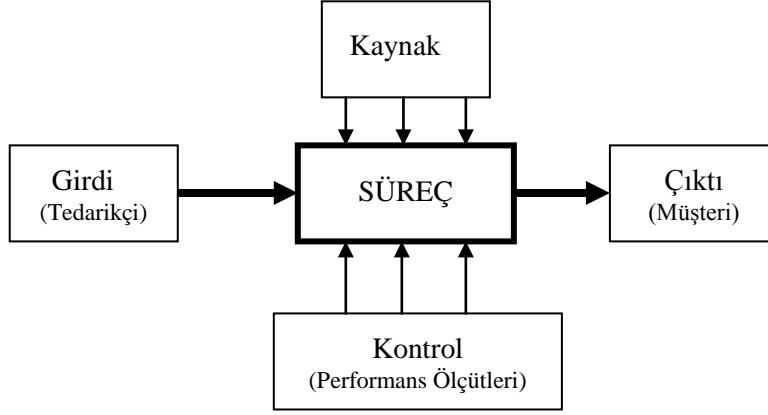 Kaynak
Girdi
(Tedarikçi)
SÜREÇ
Çıktı
(Müşteri)
Kontrol
(Performans Ölçütleri)